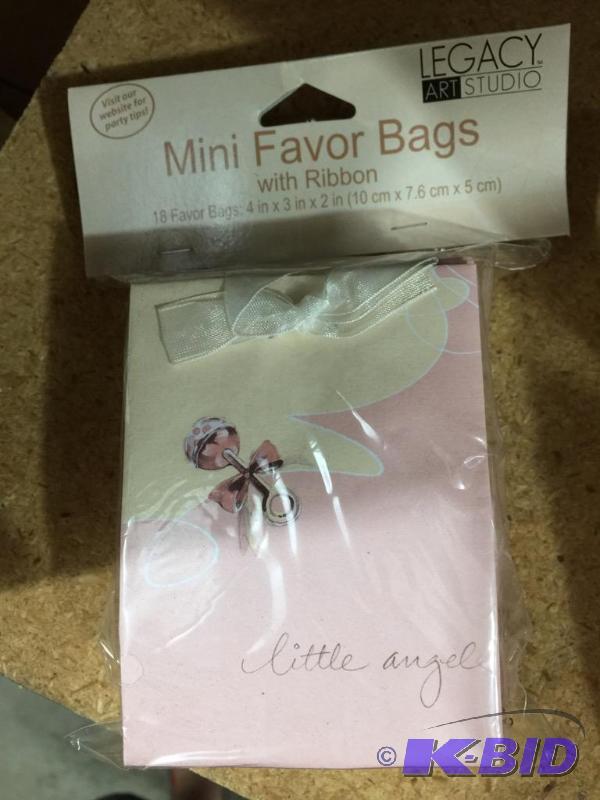 LEGACY
ART STUDIO
Visit our
website for
party tips!
Mini Favor Bags
with Ribbon
18 Favor Bags: 4 in x 3 in x 2 in (10 cm x 7.6 cm x 5 cm)
little angel
© K-BID